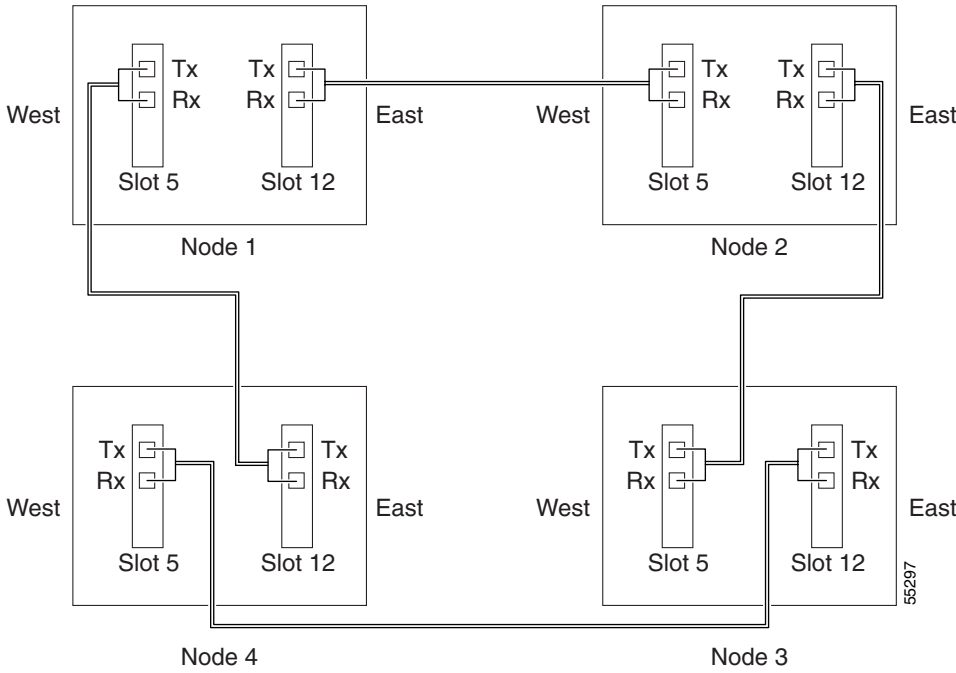 Tx
Tx
Tx
Tx
West
Rx
Rx
East
West
Rx
Rx
East
Slot 5
Slot 12
Slot 5
Slot 12
Node 1
Node 2
Tx
Tx
Tx
Tx
West
Rx
Rx
East
West
Rx
Rx
East
Slot 5
Slot 12
Slot 5
Slot 12
55297
Node 4
Node 3